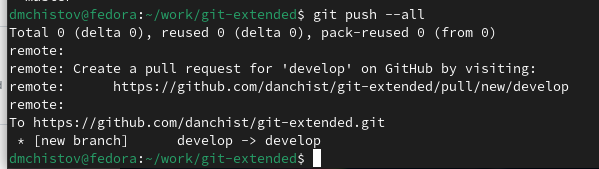 dmchistov@fedora:~/work/git-extended$ git push --all
Total 0 (delta 0), reused 0 (delta 0), pack-reused 0 (from 0)
remote:
remote: Create a pull request for 'develop' on GitHub by visiting:
remote:      https://github.com/danchist/git-extended/pull/new/develop
remote:
To https://github.com/danchist/git-extended.git
 * [new branch]      develop -> develop
dmchistov@fedora:~/work/git-extended$